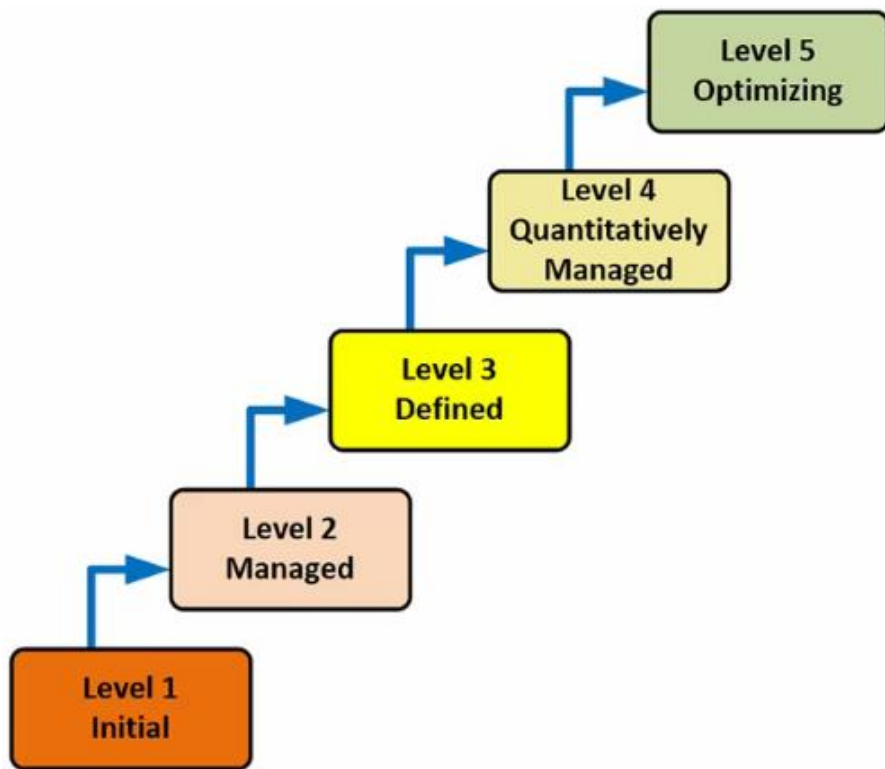 Level 5
Optimizing
Level 4
Quantitatively
Managed
Level 3
Defined
Level 2
Managed
Level 1
Initial